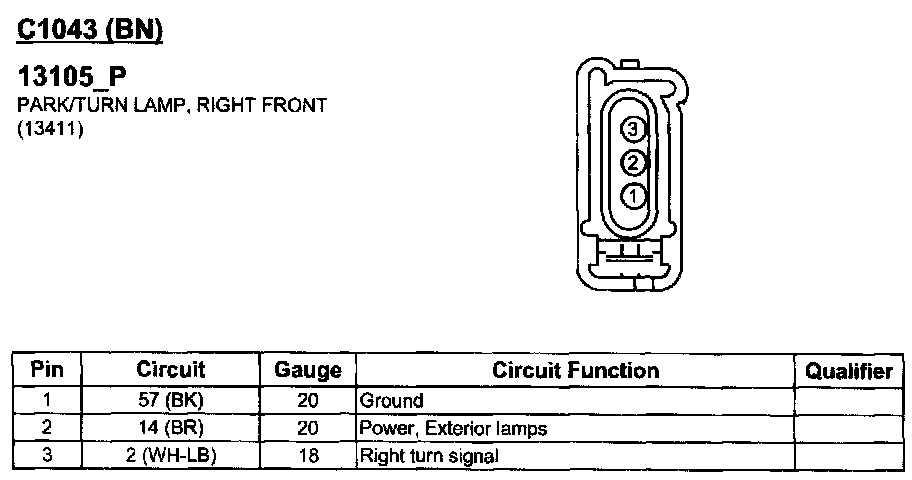 C1043 (BN)
13105_P
PARK/TURN LAMP, RIGHT FRONT
(13411)
3
2
1
Pin Circuit Gauge Circuit Function Qualifier
1 57 (BK) 20 Ground
2 14 (BR) 20 Power, Exterior lamps
3 2 (WH-LB) 18 Right turn signal